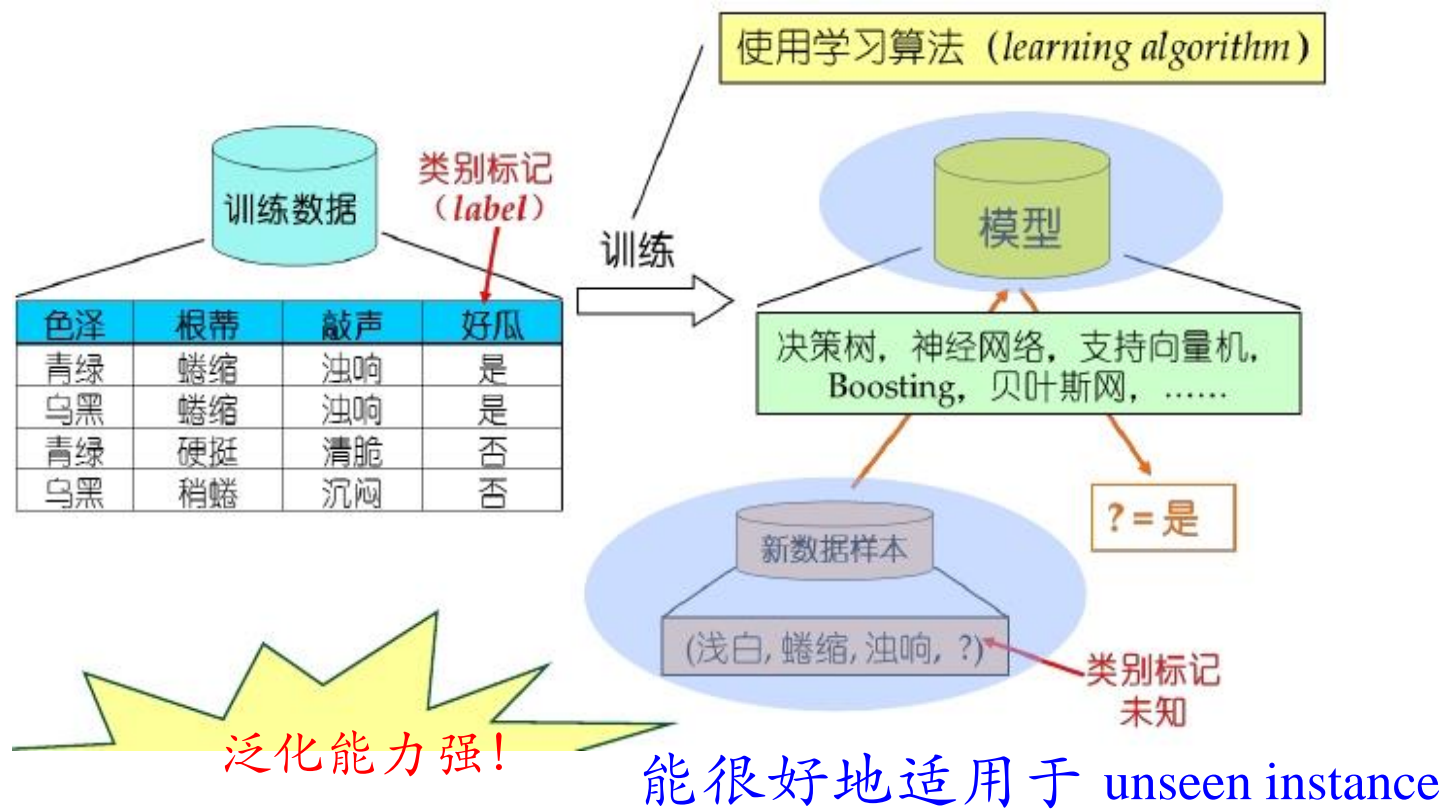 使用学习算法（learning algorithm）
训练数据
类别标记
（label）
训练
模型
色泽 根蒂 敲声 好瓜
青绿 蜷缩 浊响 是
乌黑 蜷缩 浊响 是
青绿 硬挺 清脆 否
乌黑 稍蜷 沉闷 否
决策树，神经网络，支持向量机，
Boosting，贝叶斯网，……
? = 是
新数据样本
(浅白, 蜷缩, 浊响, ?)
类别标记
未知
泛化能力强！
能很好地适用于 unseen instance